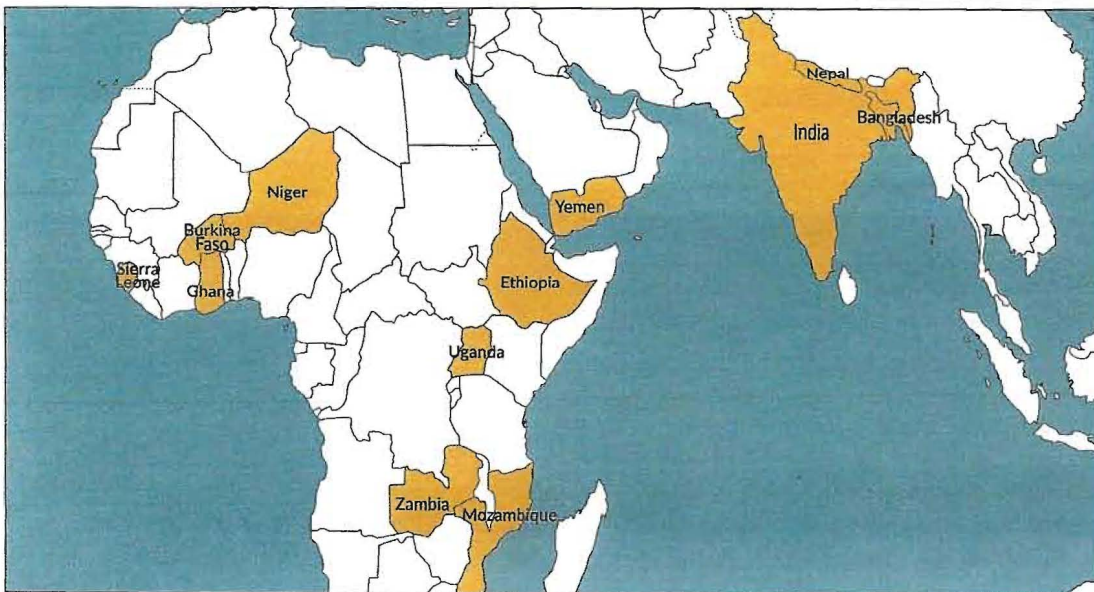 Nepal
Bangladesh
India
Niger
Yemen
Burkina
Faso
Sierra
Leone
Ghana
Ethiopia
Uganda
Zambia
Mozambique